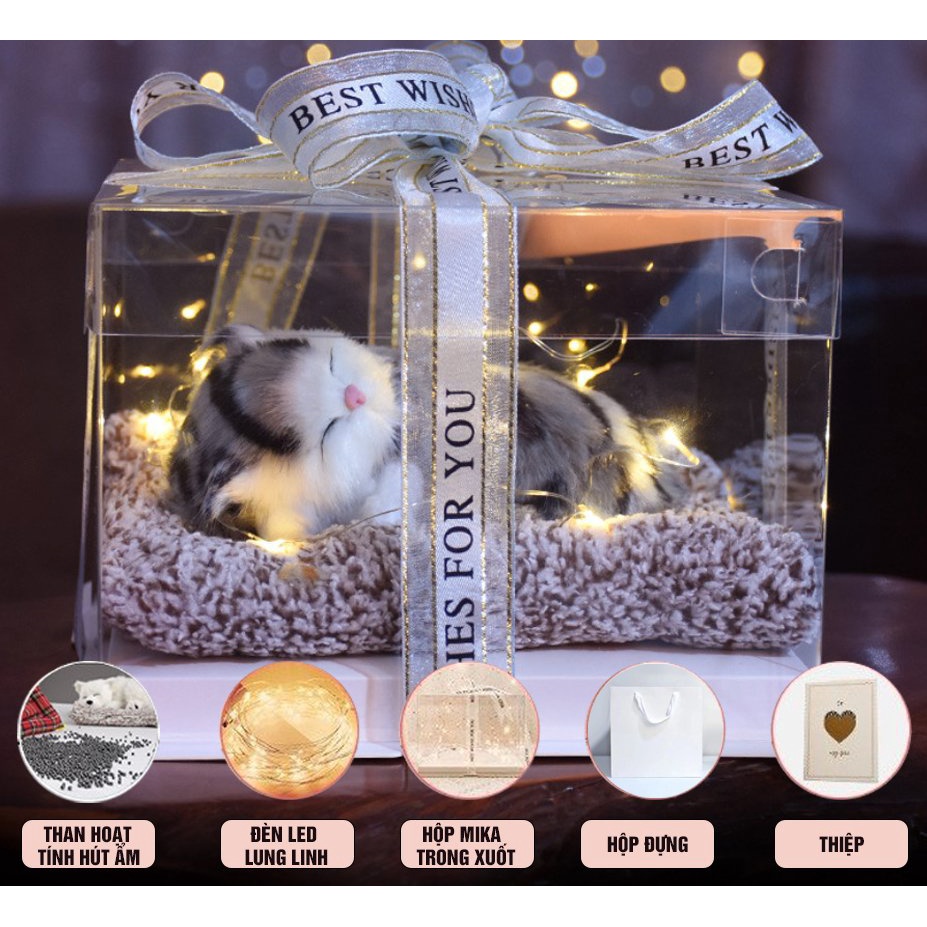 BEST WISH
BEST W
BEST
HES FOR YOU
THAN HOẠT
TÍNH HÚT ẨM
ĐÈN LED
LUNG LINH
HỘP MIKA
TRONG XUỐT
HỘP ĐỰNG
THIỆP